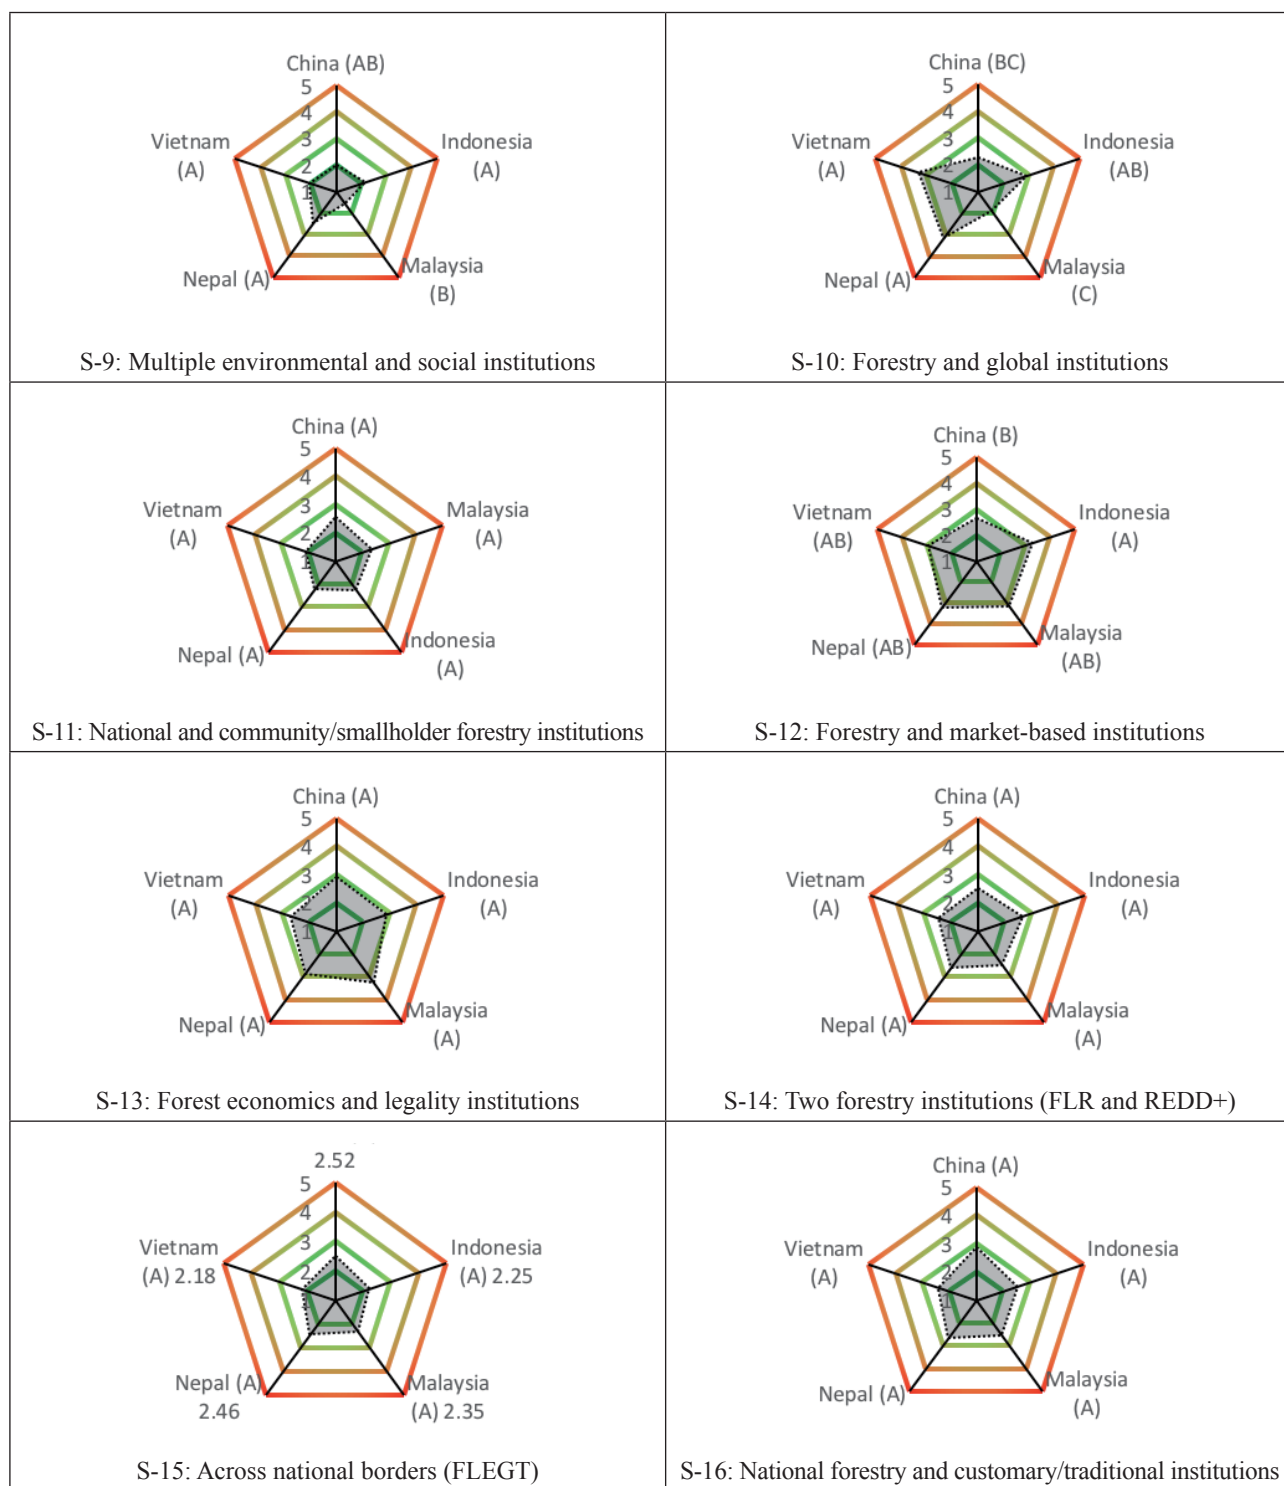 China (AB)
5
4
3
2
1
Vietnam
(A)
Indonesia
(A)
Nepal (A)
Malaysia
(B)
S-9: Multiple environmental and social institutions
China (BC)
5
4
3
2
1
Vietnam
(A)
Indonesia
(AB)
Nepal (A)
Malaysia
(C)
S-10: Forestry and global institutions
China (A)
5
4
3
2
1
Vietnam
(A)
Malaysia
(A)
Nepal (A)
Indonesia
(A)
S-11: National and community/smallholder forestry institutions
China (B)
5
4
3
2
1
Vietnam
(AB)
Indonesia
(A)
Nepal (AB)
Malaysia
(AB)
S-12: Forestry and market-based institutions
China (A)
5
4
3
2
1
Vietnam
(A)
Indonesia
(A)
Nepal (A)
Malaysia
(A)
S-13: Forest economics and legality institutions
China (A)
5
4
3
2
1
Vietnam
(A)
Indonesia
(A)
Nepal (A)
Malaysia
(A)
S-14: Two forestry institutions (FLR and REDD+)
2.52
5
4
3
2
1
Vietnam
(A) 2.18
Indonesia
(A) 2.25
Nepal (A)
2.46
Malaysia
(A) 2.35
S-15: Across national borders (FLEGT)
China (A)
5
4
3
2
1
Vietnam
(A)
Indonesia
(A)
Nepal (A)
Malaysia
(A)
S-16: National forestry and customary/traditional institutions